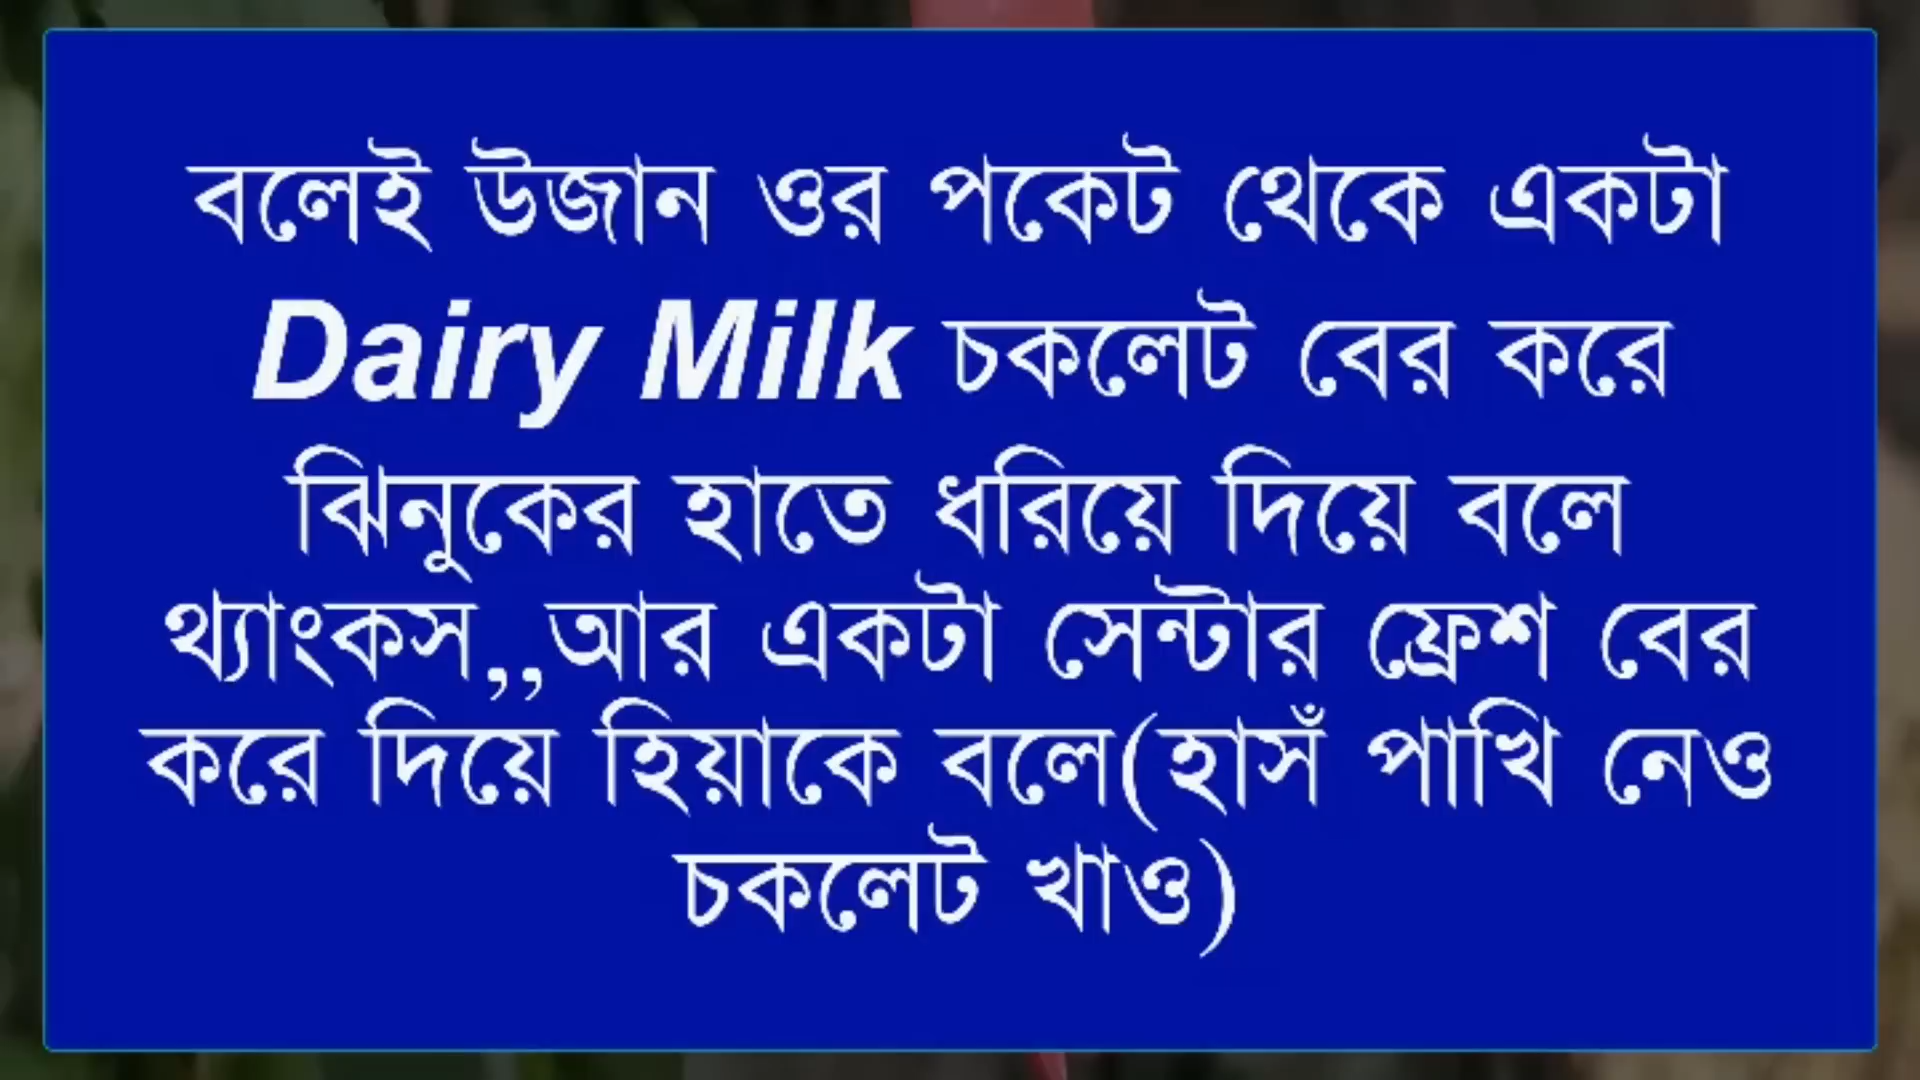 বলেই উজান ওর পকেট থেকে একটা
Dairy Milk চকলেট বের করে
ঝিনুকের হাতে ধরিয়ে দিয়ে বলে
থ্যাংকস,,আর একটা সেন্টার ফ্রেশ বের
করে দিয়ে হিয়াকে বলে(হাসঁ পাখি নেও
চকলেট খাও)